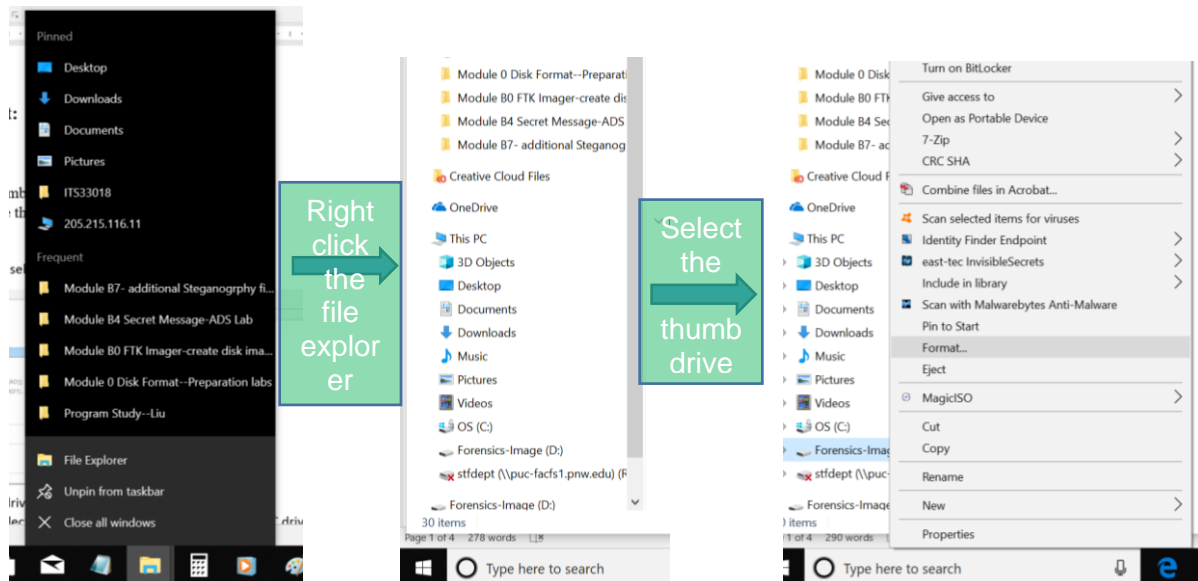 Pinned
Desktop
Downloads
Documents
Pictures
ITS33018
205.215.116.11
Frequent
Module B7- additional Steganogrphy fi...
Module B4 Secret Message-ADS Lab
Module B0 FTK Imager-create disk ima...
Module 0 Disk Format--Preparation labs
Program Study--Liu
File Explorer
Unpin from taskbar
Close all windows
Right
click
the
file
explor
er
Module 0 Disk Format--Preparati
Module B0 FTK Imager-create dis
Module B4 Secret Message-ADS
Module B7- additional Steganog
Creative Cloud Files
OneDrive
This PC
3D Objects
Desktop
Documents
Downloads
Music
Pictures
Videos
OS (C:)
Forensics-Image (D:)
stfdept (\\puc-facfs1.pnw.edu) (R
Forensics-Image (D:)
30 items
Page 1 of 4 278 words
Type here to search
Select
the
thumb
drive
Module 0 Disk
Module B0 FTK
Module B4 Sec
Module B7- ac
Creative Cloud F
OneDrive
This PC
3D Objects
Desktop
Documents
Downloads
Music
Pictures
Videos
OS (C:)
Forensics-Imag
stfdept (\\puc-
Forensics-Image
items
1 of 4 290 words
Type here to search
Turn on BitLocker
Give access to
Open as Portable Device
7-Zip
CRC SHA
Combine files in Acrobat...
Scan selected items for viruses
Identity Finder Endpoint
east-tec InvisibleSecrets
Include in library
Scan with Malwarebytes Anti-Malware
Pin to Start
Format...
Eject
MagicISO
Cut
Copy
Rename
New
Properties